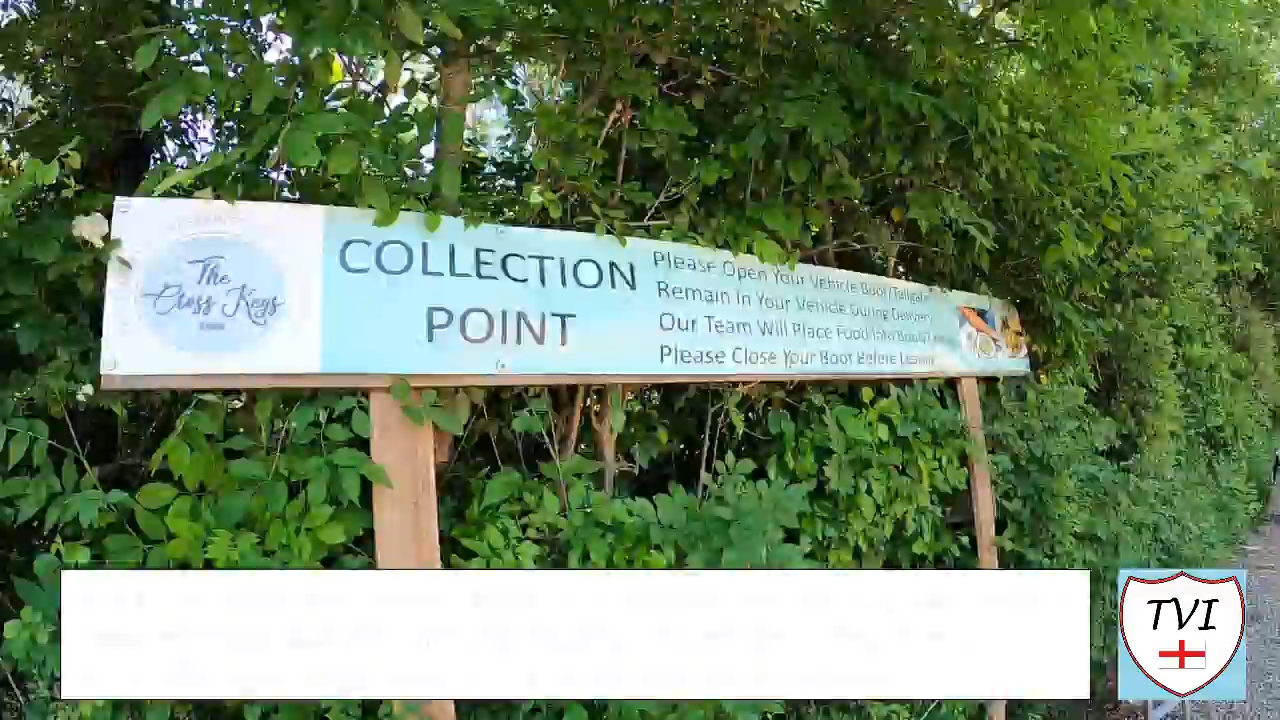 The
Cross Keys
COLLECTION
POINT
Please Open Your Vehicle Boot/Tailgate
Remain In Your Vehicle During Delivery
Our Team Will Place Food Into Boot/
Please Close Your Boot Before Leaving
TVI